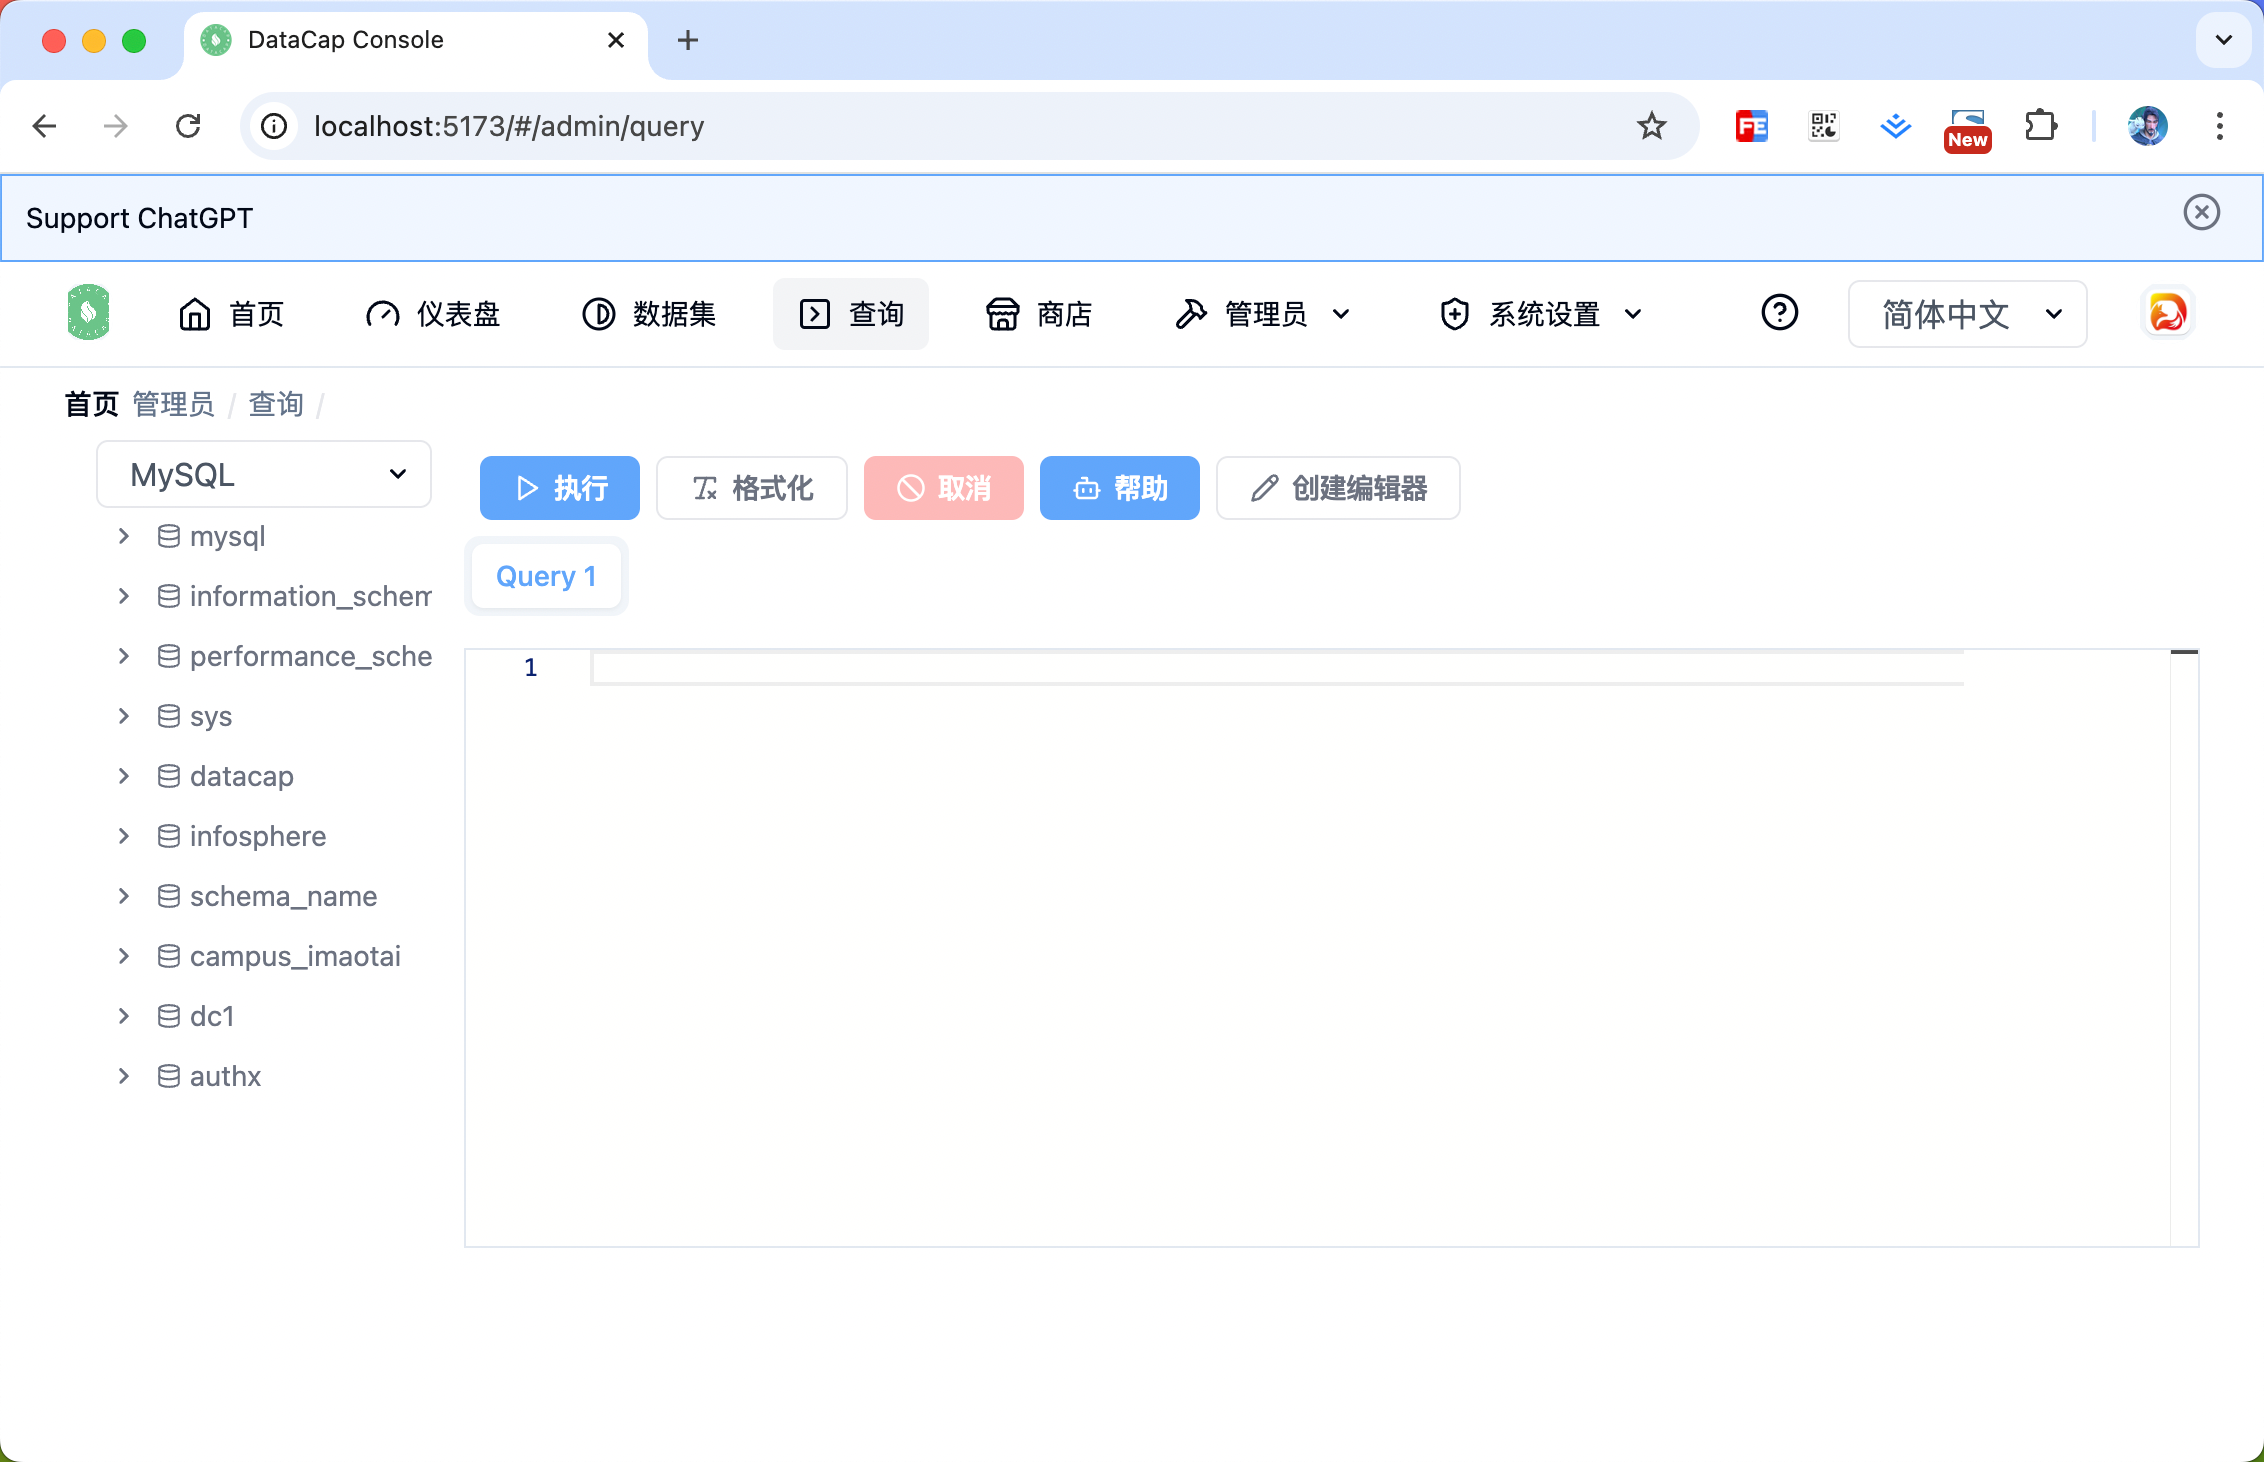 DataCap Console
localhost:5173/#/admin/query
FE
New
Support ChatGPT
首页 仪表盘 数据集 查询 商店 管理员 系统设置 简体中文
首页 管理员 / 查询 /
MySQL
执行 格式化 取消 帮助 创建编辑器
mysql
information_schem
performance_sche
sys
datacap
infosphere
schema_name
campus_imaotai
dc1
authx
Query 1
1